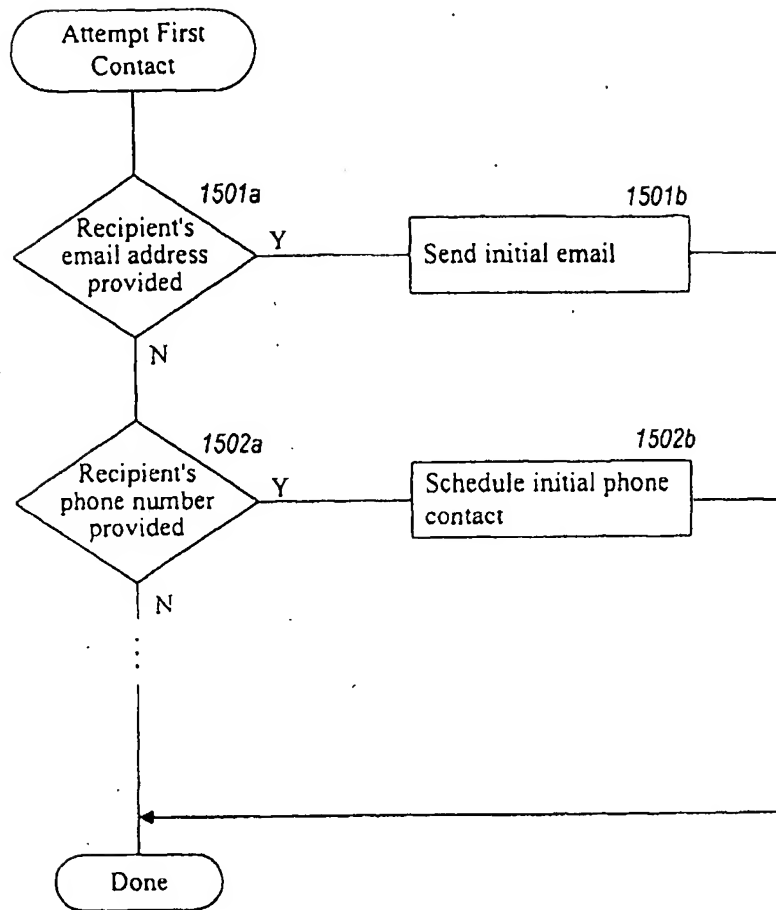 Attempt First
Contact
1501a
Recipient's
email address
provided
Y
N
1501b
Send initial email
1502a
Recipient's
phone number
provided
Y
N
1502b
Schedule initial phone
contact
Done